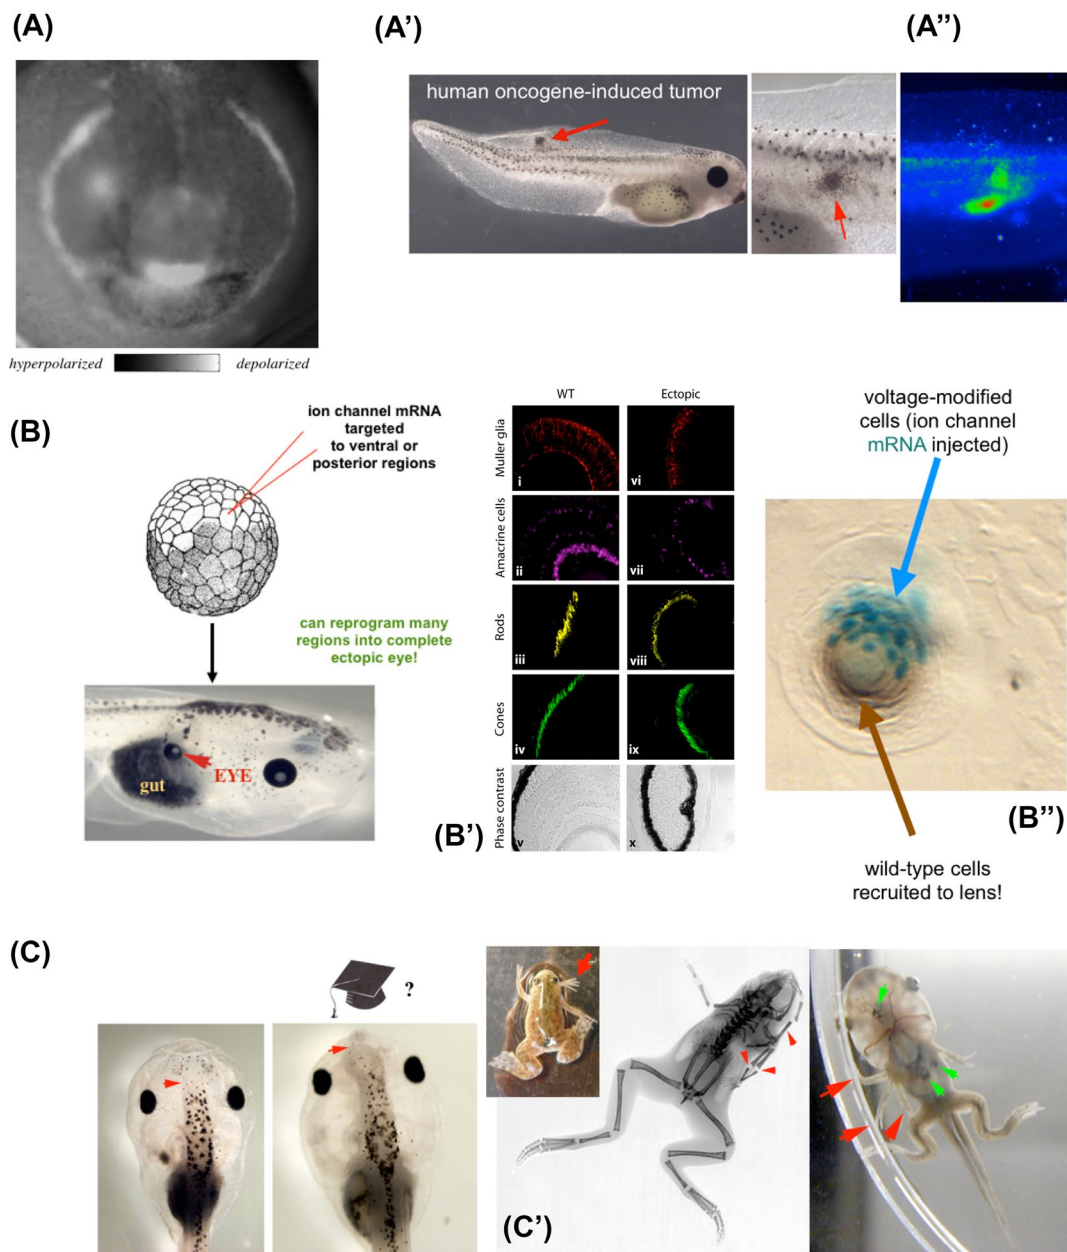 (A)
(A')
(A")
human oncogene-induced tumor
hyperpolarized
depolarized
(B)
ion channel mRNA
targeted
to ventral or
posterior regions
can reprogram many
regions into complete
ectopic eye!
gut
EYE
(B')
WT
Ectopic
Muller glia
i
vi
Amacrine cells
ii
vii
Rods
iii
viii
Cones
iv
ix
Phase contrast
v
x
voltage-modified
cells (ion channel
mRNA injected)
(B")
wild-type cells
recruited to lens!
(C)
?
(C')